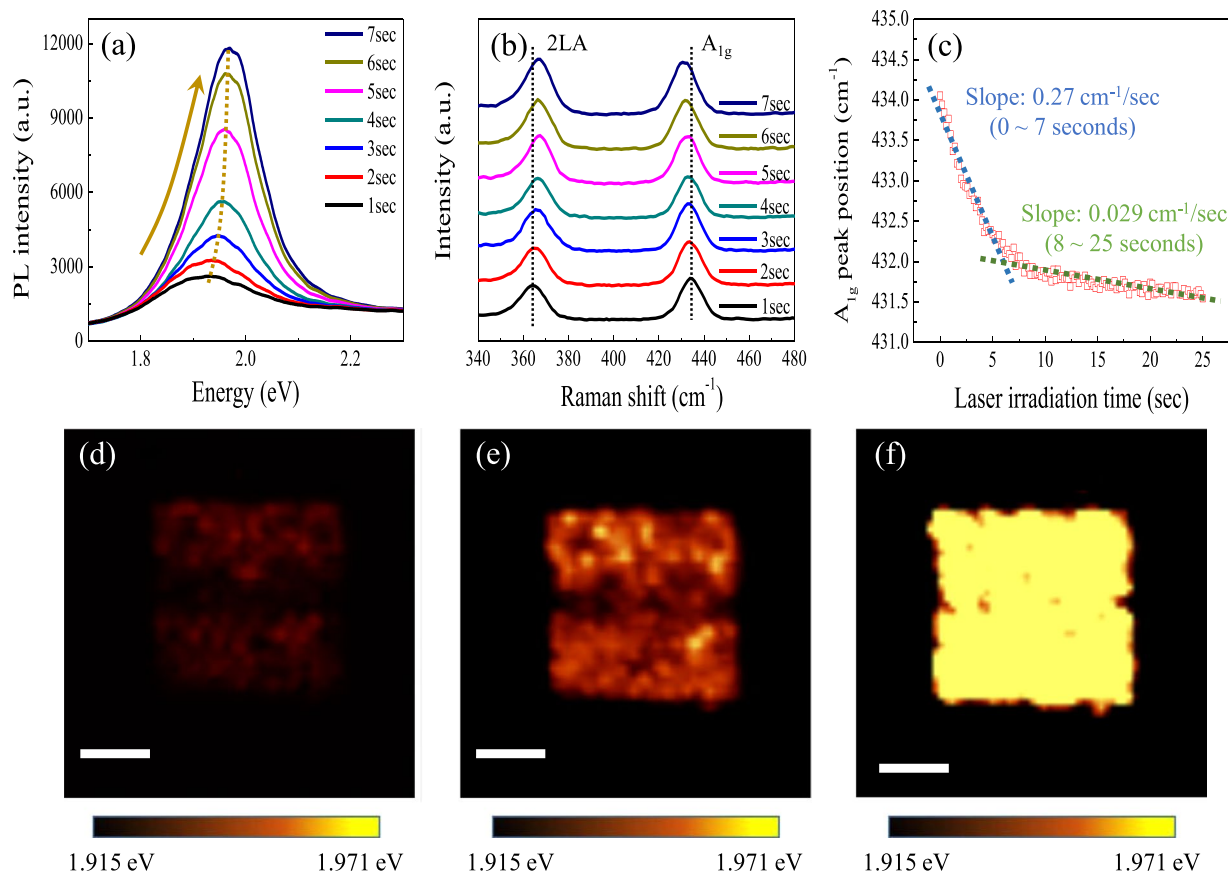 (a)
12000
9000
6000
3000
0
PL intensity (a.u.)
7sec
6sec
5sec
4sec
3sec
2sec
1sec
1.8 2.0 2.2
Energy (eV)
(b)
2LA
A1g
Intensity (a.u.)
7sec
6sec
5sec
4sec
3sec
2sec
1sec
340 360 380 400 420 440 460 480
Raman shift (cm⁻¹)
(c)
435.0
434.5
434.0
433.5
433.0
432.5
432.0
431.5
431.0
A1g peak position (cm⁻¹)
Slope: 0.27 cm⁻¹/sec
(0 ~ 7 seconds)
Slope: 0.029 cm⁻¹/sec
(8 ~ 25 seconds)
0 5 10 15 20 25
Laser irradiation time (sec)
(d)
1.915 eV 1.971 eV
(e)
1.915 eV 1.971 eV
(f)
1.915 eV 1.971 eV